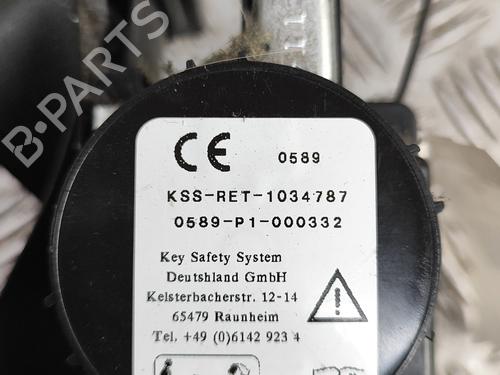 11
B-PARTS
CE 0589
KSS-RET-1034787
0589-P1-000332
Key Safety System
Deutshland GmbH
Kelsterbacherstr. 12-14
65479 Raunheim
Tel. +49 (0)6142 923 4